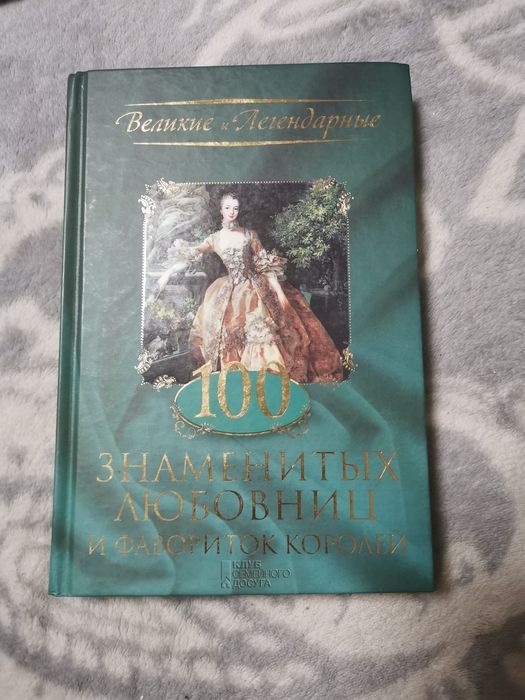 Великие и Легендарные
100
ЗНАМЕНИТЫХ
ЛЮБОВНИЦ
И ФАВОРИТОК КОРОЛЕЙ
КЛУБ
СЕМЕЙНОГО
ДОСУГА